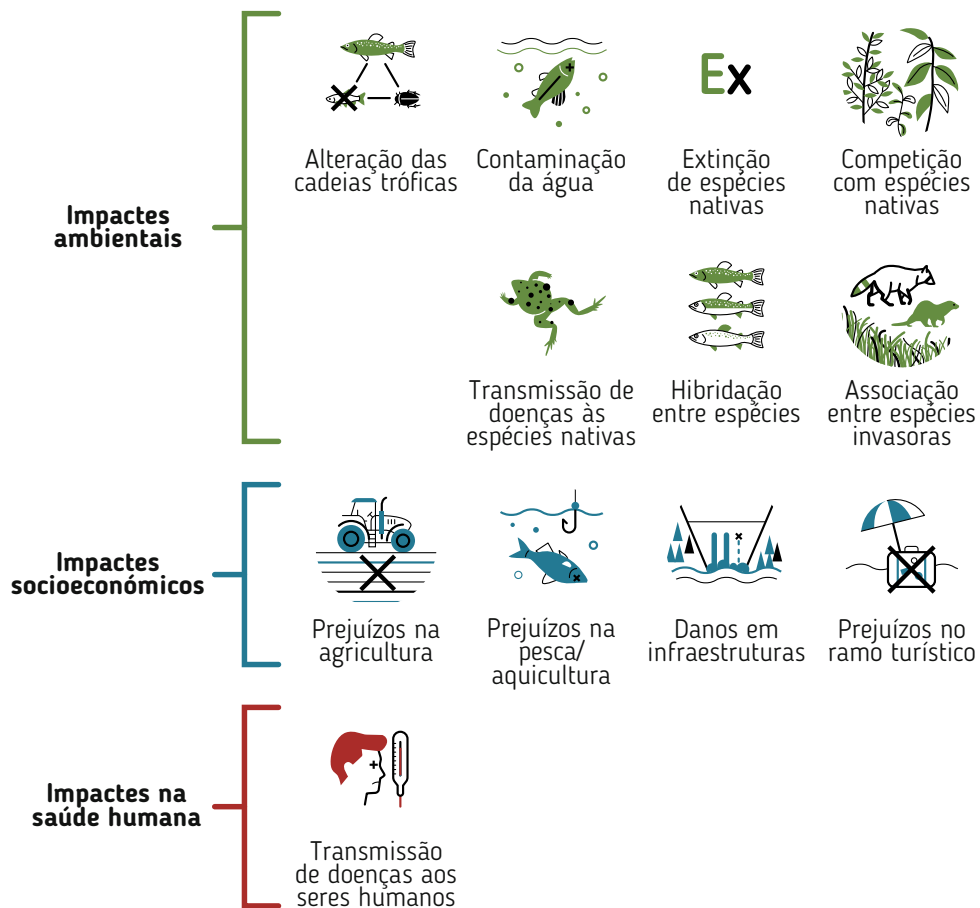 Impactes
ambientais
Alteração das
cadeias tróficas
Contaminação
da água
Ex
Extinção
de espécies
nativas
Competição
com espécies
nativas
Transmissão de
doenças às
espécies nativas
Hibridação
entre espécies
Associação
entre espécies
invasoras
Impactes
socioeconómicos
Prejuízos na
agricultura
Prejuízos na
pesca/
aquicultura
Danos em
infraestruturas
Prejuízos no
ramo turístico
Impactes na
saúde humana
Transmissão
de doenças aos
seres humanos